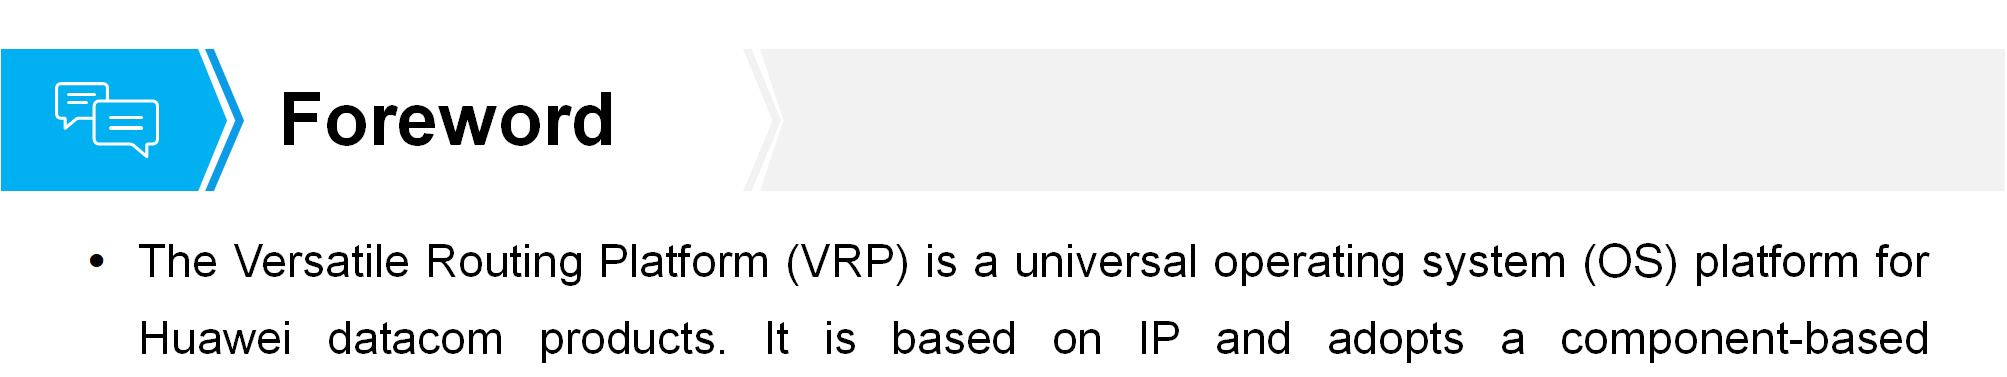 Foreword
• The Versatile Routing Platform (VRP) is a universal operating system (OS) platform for
Huawei datacom products. It is based on IP and adopts a component-based